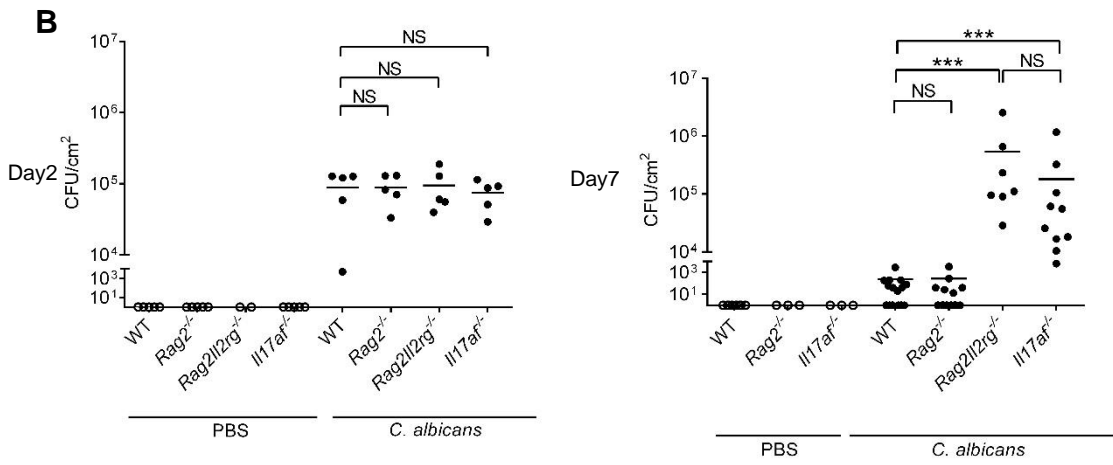 B
Day2
CFU/cm²
10⁷
10⁶
10⁵
10⁴
10³
10¹
NS
NS
NS
WT
Rag2⁻/⁻
Rag2Il2rg⁻/⁻
Il17af⁻/⁻
WT
Rag2⁻/⁻
Rag2Il2rg⁻/⁻
Il17af⁻/⁻
PBS
C. albicans
Day7
CFU/cm²
10⁷
10⁶
10⁵
10⁴
10³
10¹
***
***
NS
NS
WT
Rag2⁻/⁻
Il17af⁻/⁻
WT
Rag2⁻/⁻
Rag2Il2rg⁻/⁻
Il17af⁻/⁻
PBS
C. albicans